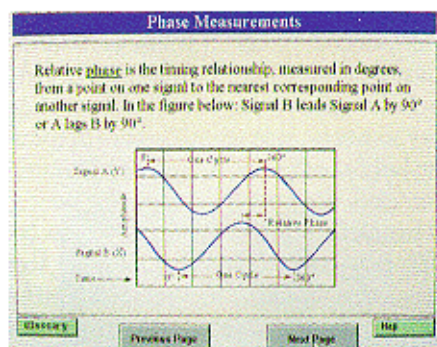 Phase Measurements
Relative phase is the timing relationship, measured in degrees,
from a point on one signal to the nearest corresponding point on
another signal. In the figure below: Signal B leads Signal A by 90°
or A lags B by 90°.
0° One Cycle 360°
Signal A (Y)
Amplitude
Relative Phase
Signal B (X)
Time
0° One Cycle 360°
Glossary
Previous Page
Next Page